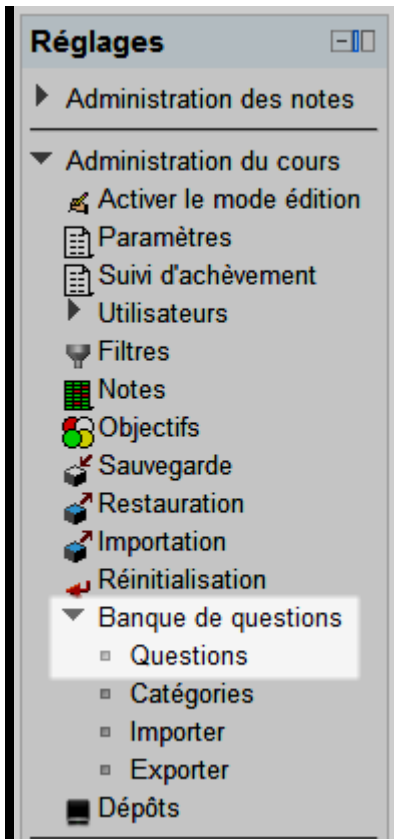 Réglages
Administration des notes
Administration du cours
Activer le mode édition
Paramètres
Suivi d'achèvement
Utilisateurs
Filtres
Notes
Objectifs
Sauvegarde
Restauration
Importation
Réinitialisation
Banque de questions
Questions
Catégories
Importer
Exporter
Dépôts